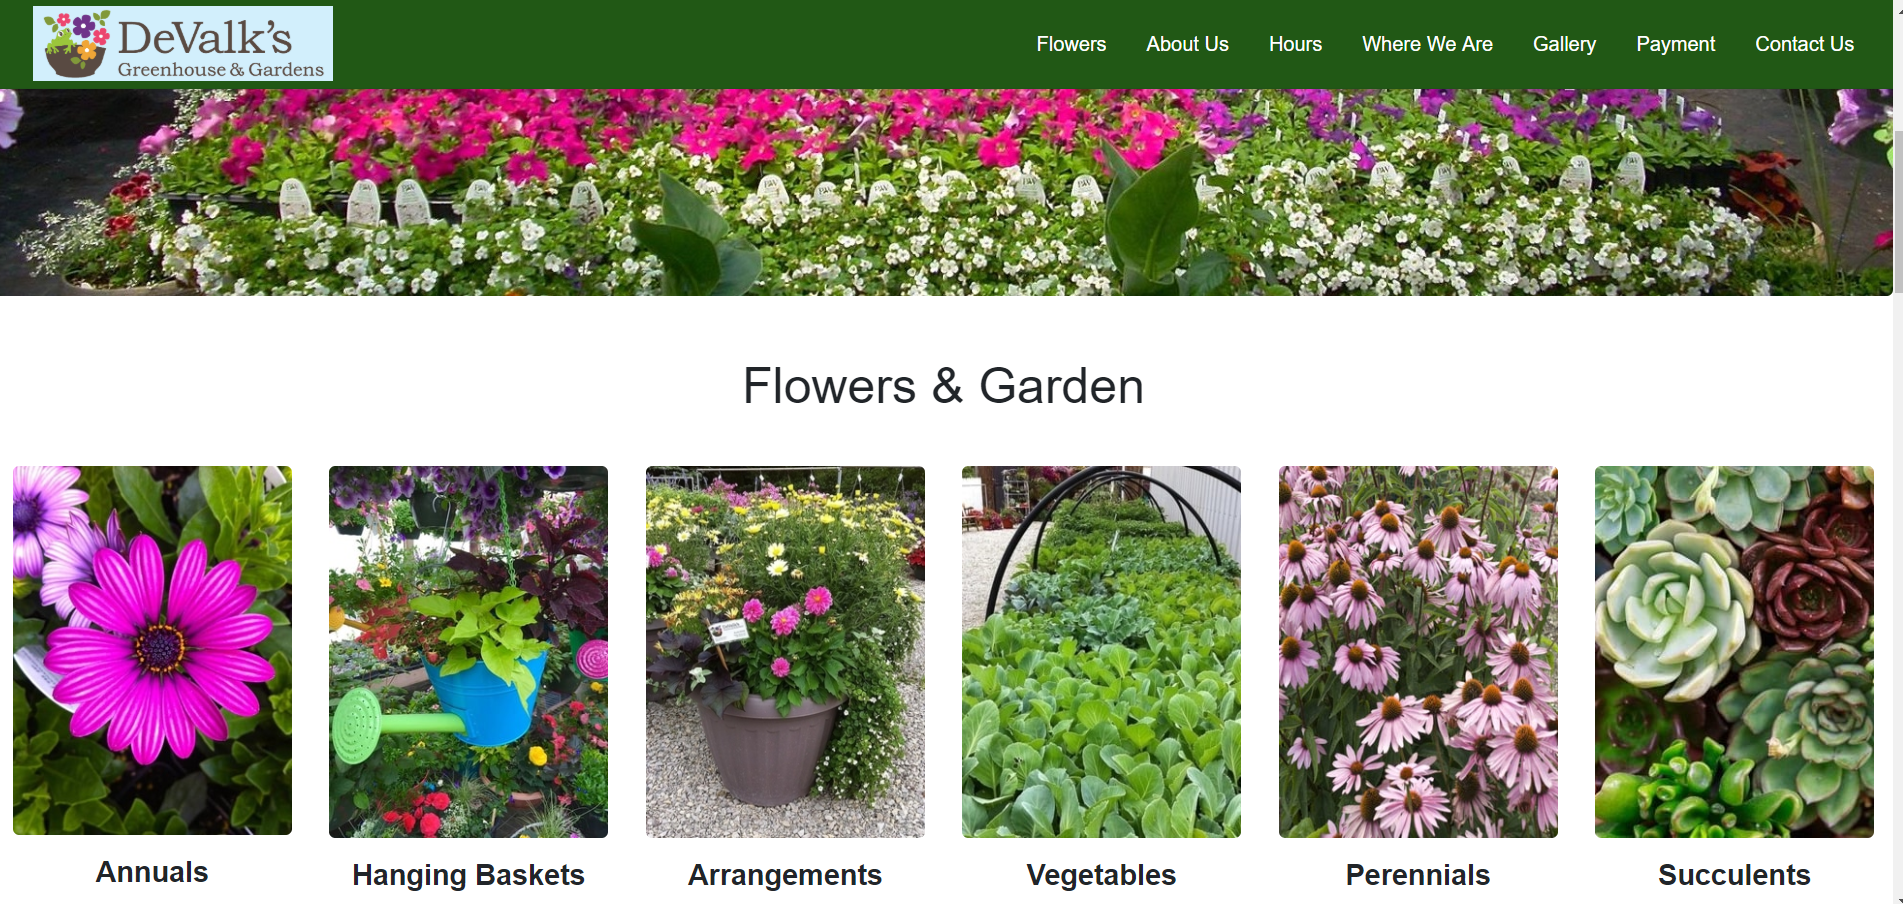 DeValk's
Greenhouse & Gardens
Flowers About Us Hours Where We Are Gallery Payment Contact Us
Flowers & Garden
Annuals Hanging Baskets Arrangements Vegetables Perennials Succulents